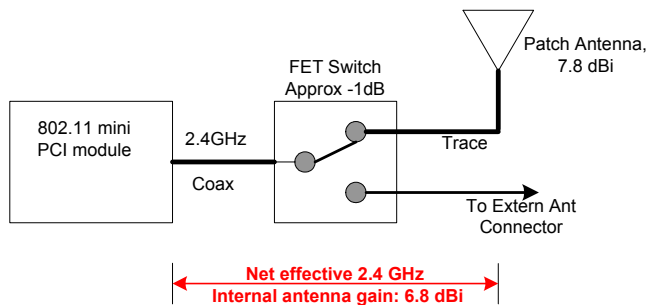 Patch Antenna,
7.8 dBi
FET Switch
Approx -1dB
802.11 mini
PCI module
2.4GHz
Coax
Trace
To Extern Ant
Connector
Net effective 2.4 GHz
Internal antenna gain: 6.8 dBi